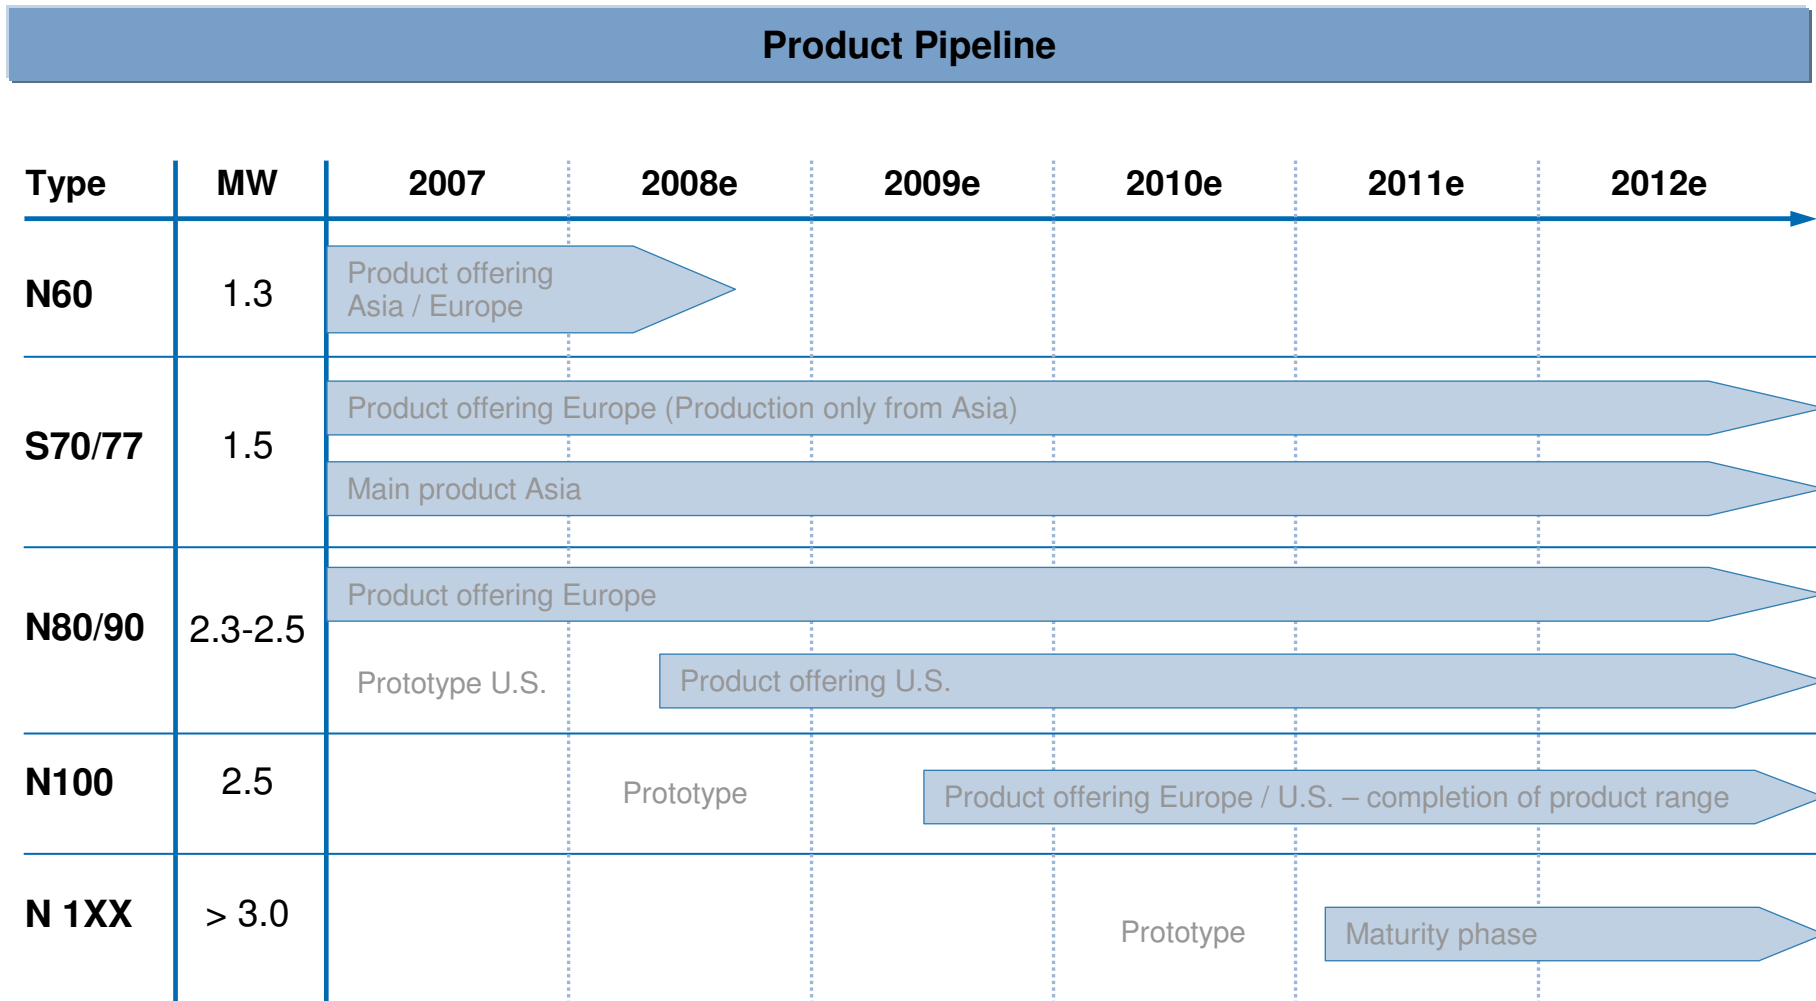 Product Pipeline
Type MW 2007 2008e 2009e 2010e 2011e 2012e
N60 1.3 Product offering
Asia / Europe
S70/77 1.5 Product offering Europe (Production only from Asia)
Main product Asia
N80/90 2.3-2.5 Product offering Europe
Prototype U.S. Product offering U.S.
N100 2.5 Prototype Product offering Europe / U.S. – completion of product range
N 1XX > 3.0 Prototype Maturity phase